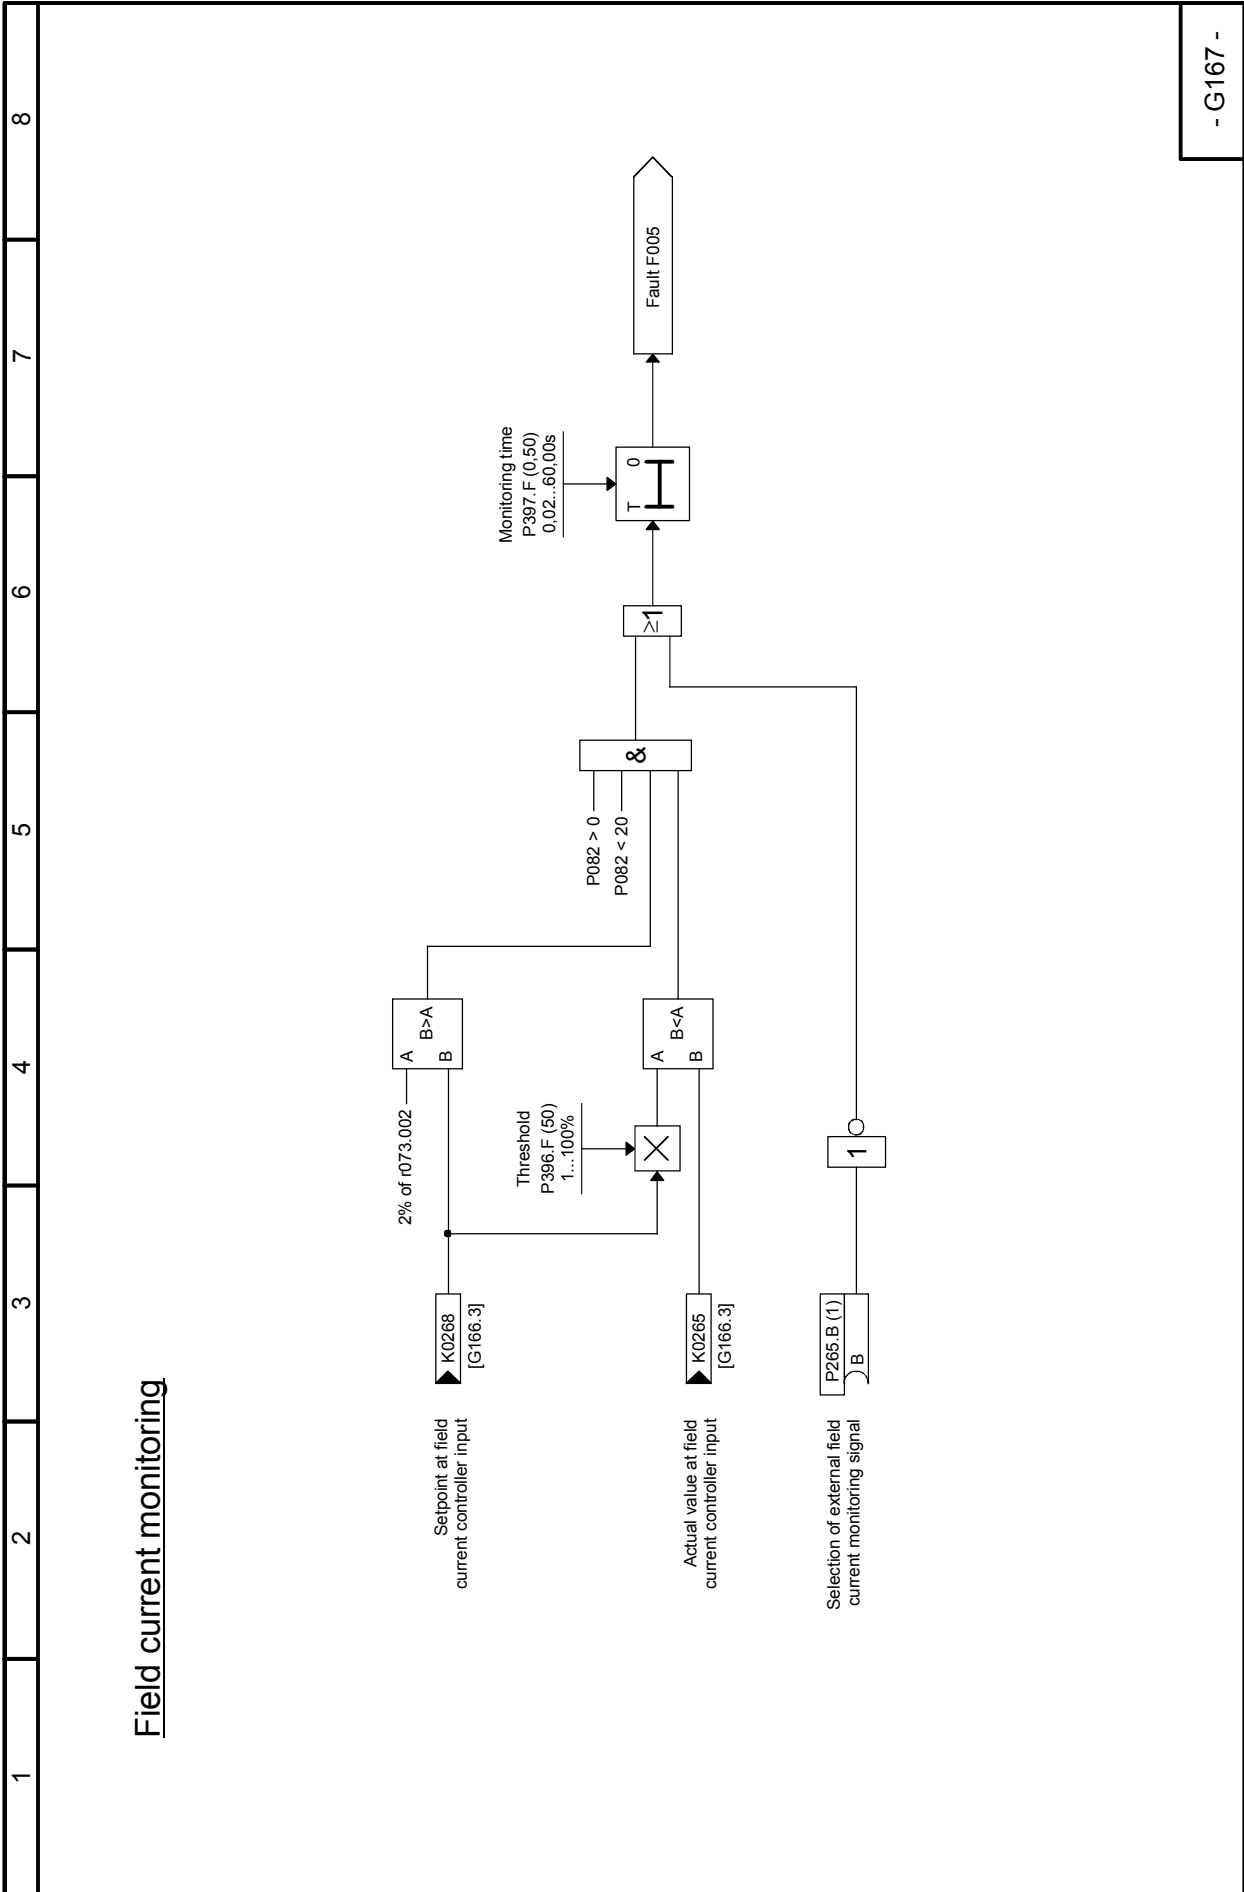 1 2 3 4 5 6 7 8
Field current monitoring
Setpoint at field
current controller input
K0268
[G166.3]
2% of r073.002
A
B
B>A
Threshold
P396.F (50)
1...100%
Actual value at field
current controller input
K0265
[G166.3]
A
B
B<A
P082 > 0
P082 < 20
&
≥1
Monitoring time
P397.F (0,50)
0,02...60,00s
T 0
Fault F005
Selection of external field
current monitoring signal
P265.B (1)
B
1
- G167 -